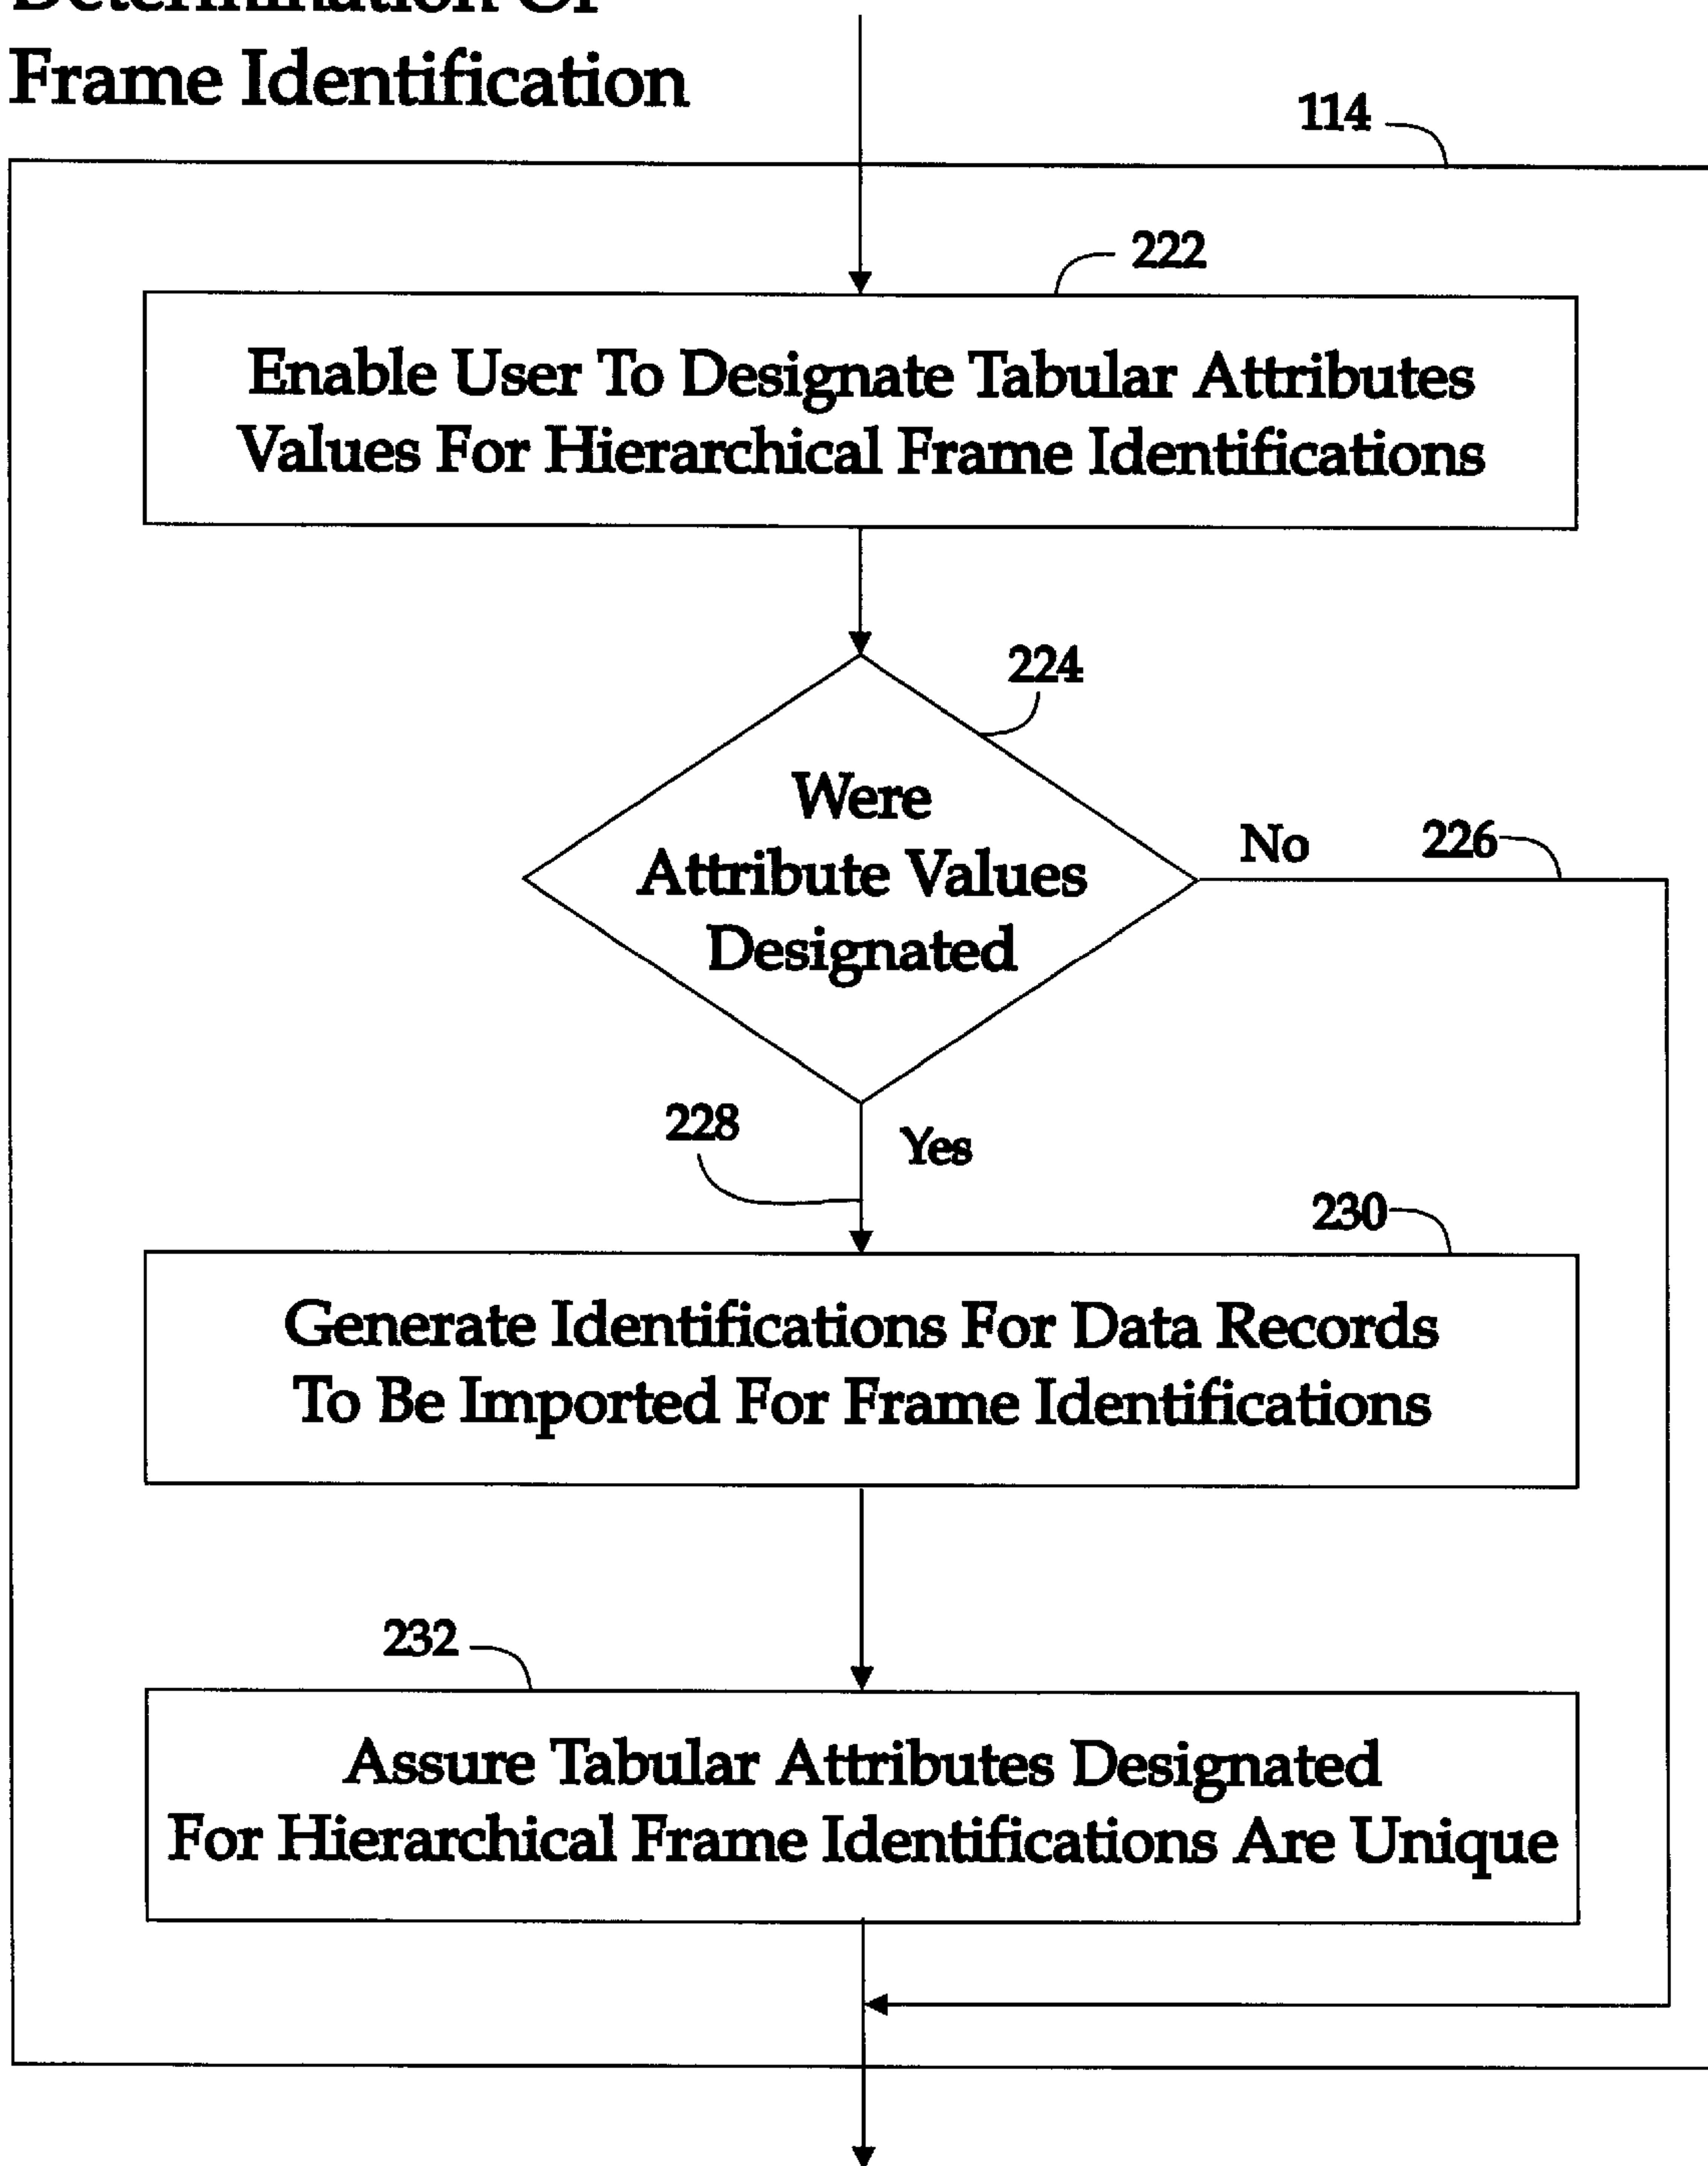 Determination Of
Frame Identification
114
222
Enable User To Designate Tabular Attributes
Values For Hierarchical Frame Identifications
224
Were
Attribute Values
Designated
No
226
228
Yes
230
Generate Identifications For Data Records
To Be Imported For Frame Identifications
232
Assure Tabular Attributes Designated
For Hierarchical Frame Identifications Are Unique